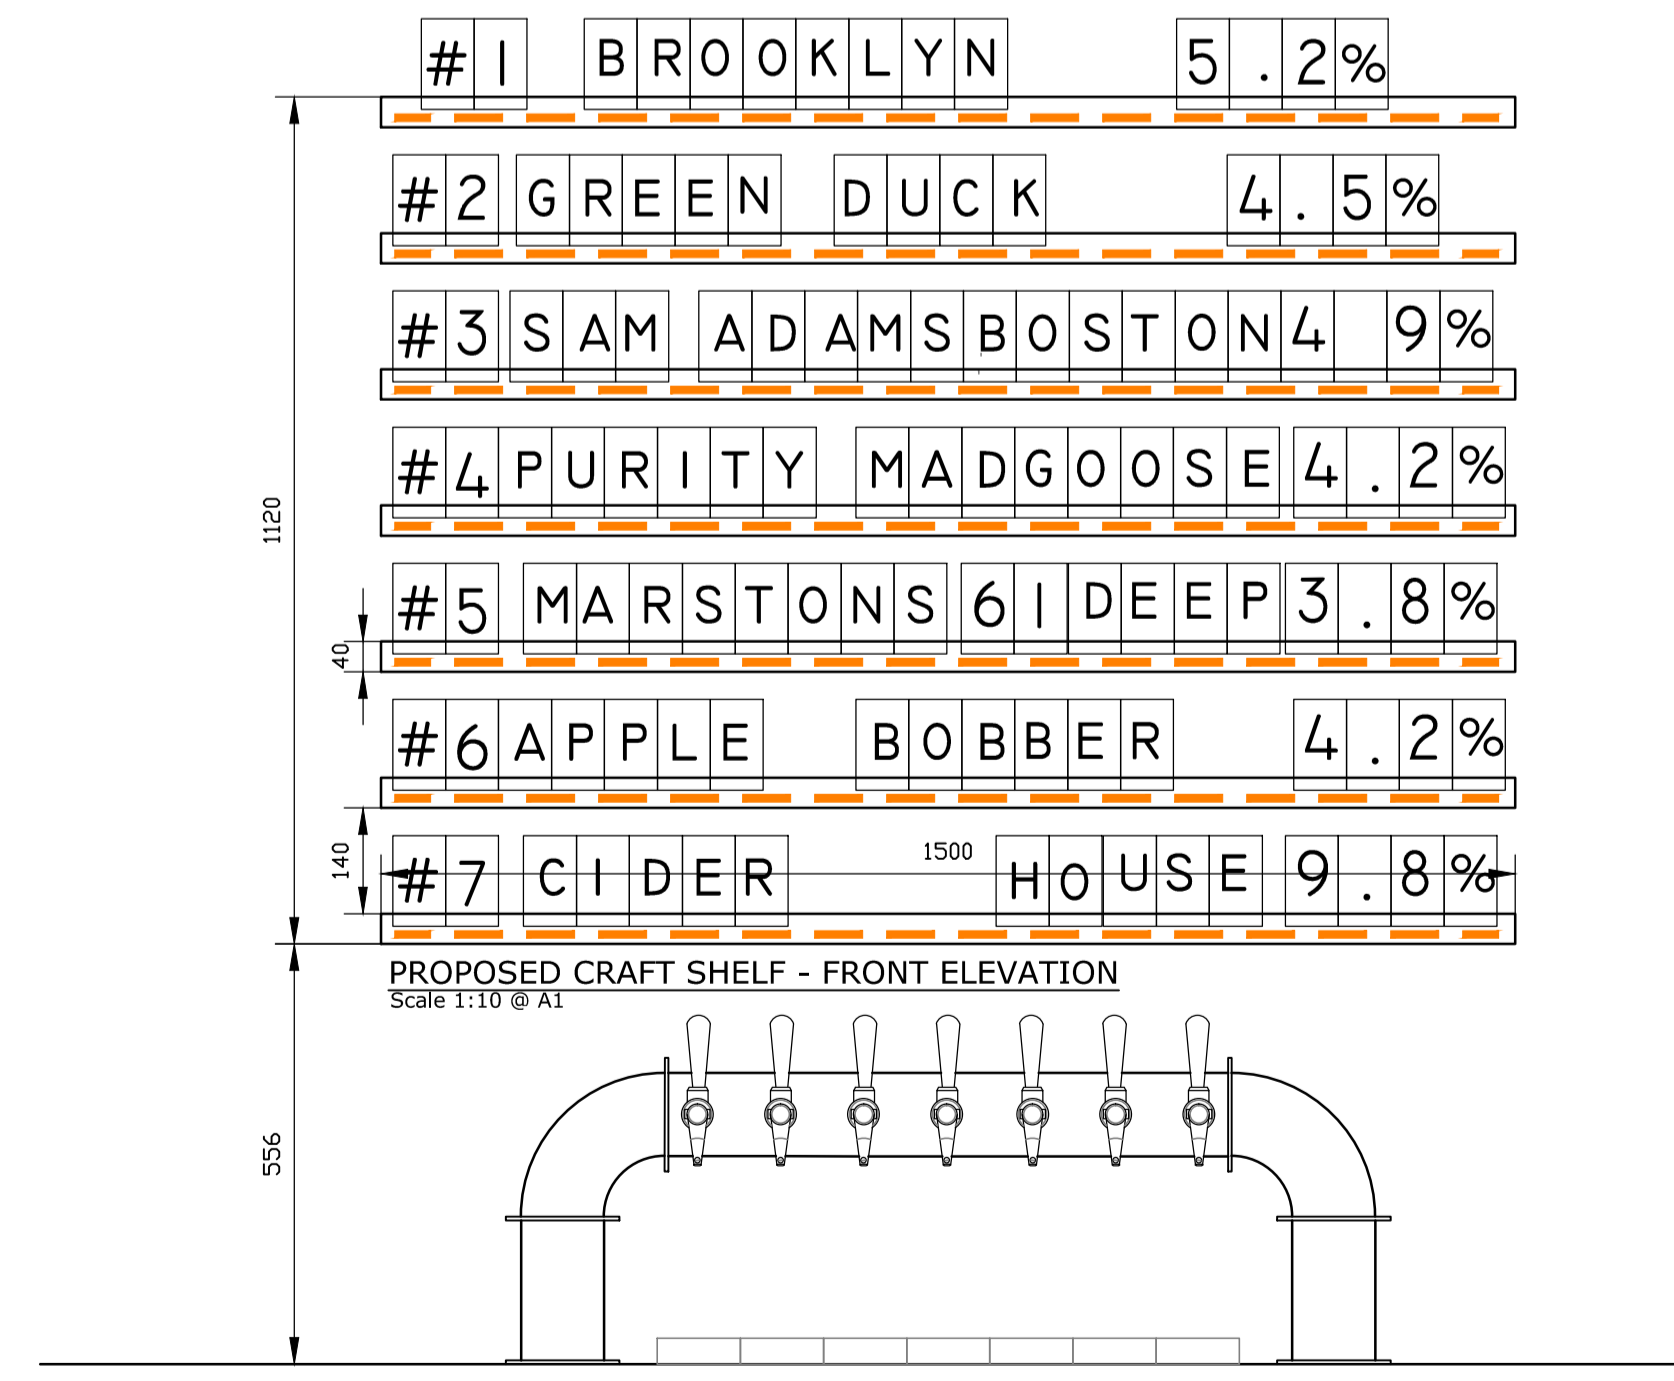 #1 BROOKLYN 5.2%
#2 GREEN DUCK 4.5%
#3 SAM ADAMSBOSTON4 9%
#4PURITY MADGOOSE4.2%
1120
#5 MARSTONS 61DEEP3.8%
40
#6APPLE BOBBER 4.2%
140
1500
#7 CIDER HOUSE 9.8%
PROPOSED CRAFT SHELF - FRONT ELEVATION
Scale 1:10 @ A1
556